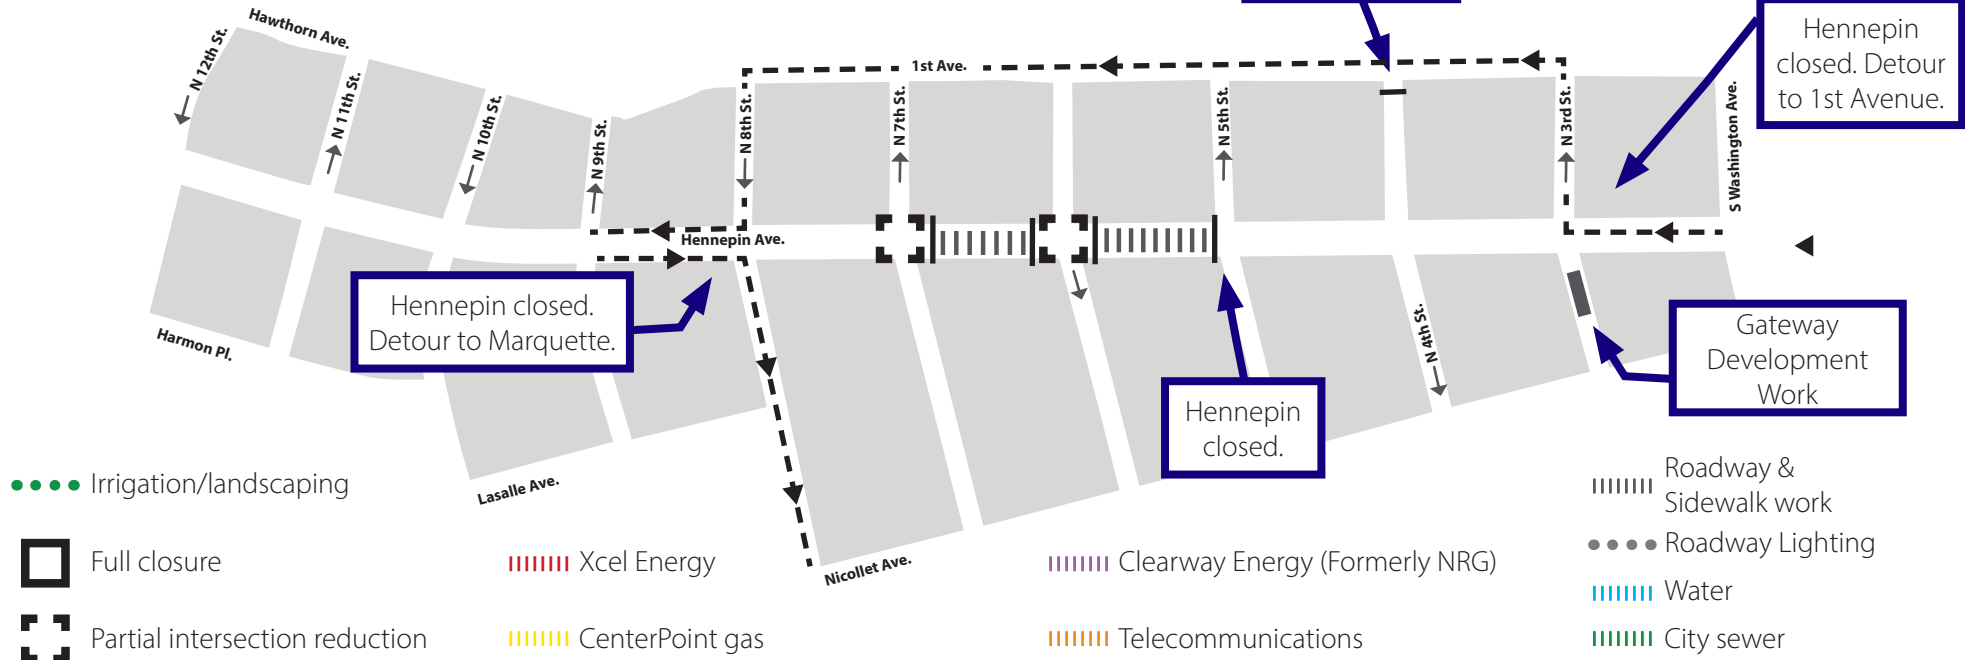 Hawthorn Ave.
N 12th St.
N 11th St.
N 10th St.
N 9th St.
N 8th St.
1st Ave.
N 7th St.
N 5th St.
N 3rd St.
S Washington Ave.
Hennepin
closed. Detour
to 1st Avenue.
Hennepin Ave.
Hennepin closed.
Detour to Marquette.
Harmon Pl.
N 4th St.
Gateway
Development
Work
Hennepin
closed.
Lasalle Ave.
Nicollet Ave.
Irrigation/landscaping
Full closure
Partial intersection reduction
Xcel Energy
CenterPoint gas
Clearway Energy (Formerly NRG)
Telecommunications
Roadway &
Sidewalk work
Roadway Lighting
Water
City sewer